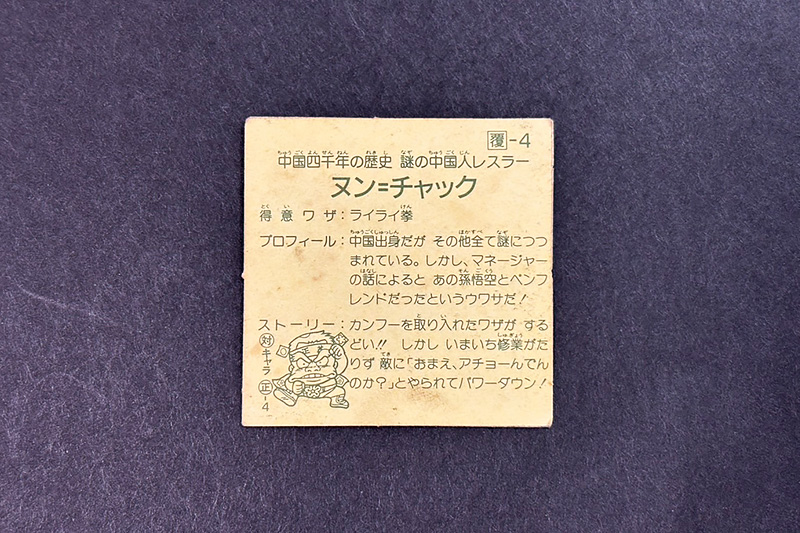 覆-4
中国四千年の歴史 謎の中国人レスラー
ヌン=チャック
得意ワザ:ライライ拳
プロフィール:中国出身だが その他全て謎につつ
まれている。しかし、マネージャー
の話によると あの孫悟空とペンフ
レンドだったというウワサだ!
ストーリー:カンフーを取り入れたワザが する
どい!! しかし いまいち修業がた
りず 敵に「おまえ、アチョーんでん
のか?」とやられてパワーダウン!
対キャラ正-4